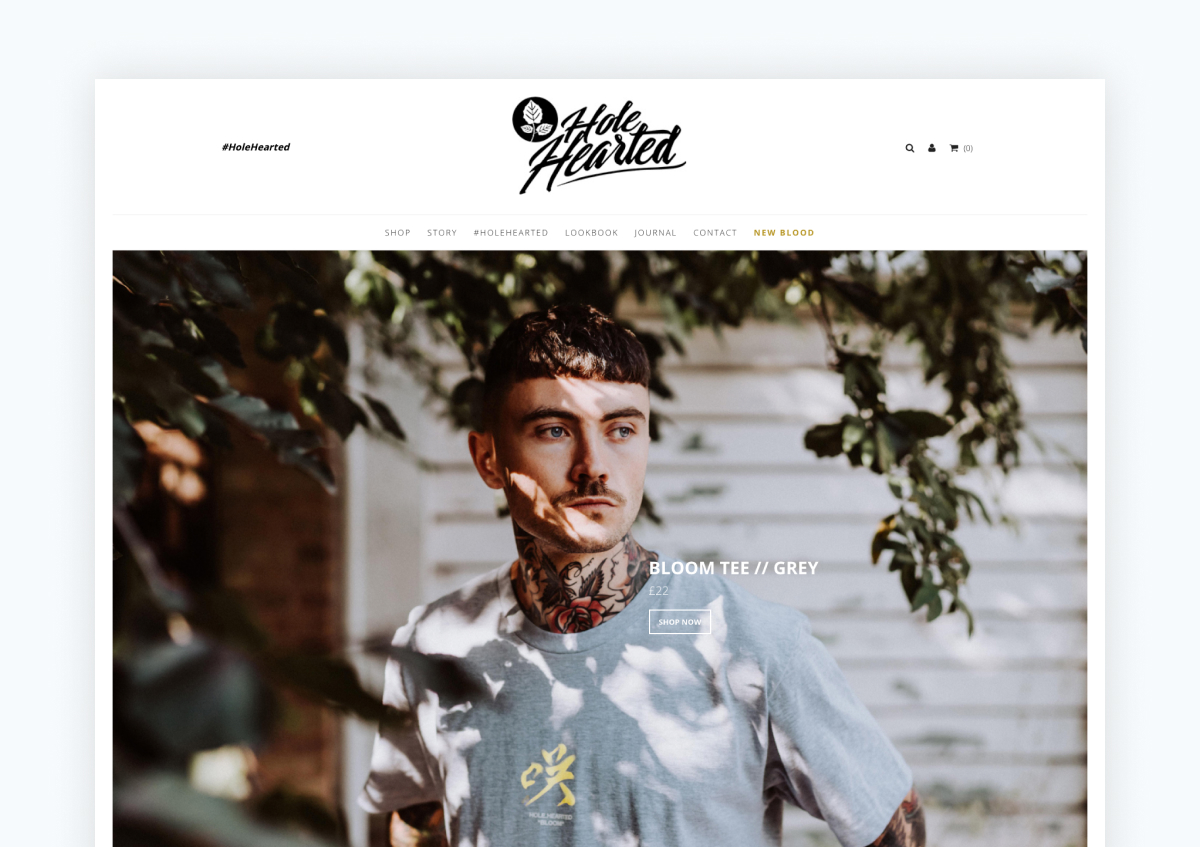 #HoleHearted
Hole
Hearted
(0)
SHOP STORY #HOLEHEARTED LOOKBOOK JOURNAL CONTACT NEW BLOOD
BLOOM TEE // GREY
£22
SHOP NOW
咲
HOLE HEARTED
"BLOOM"